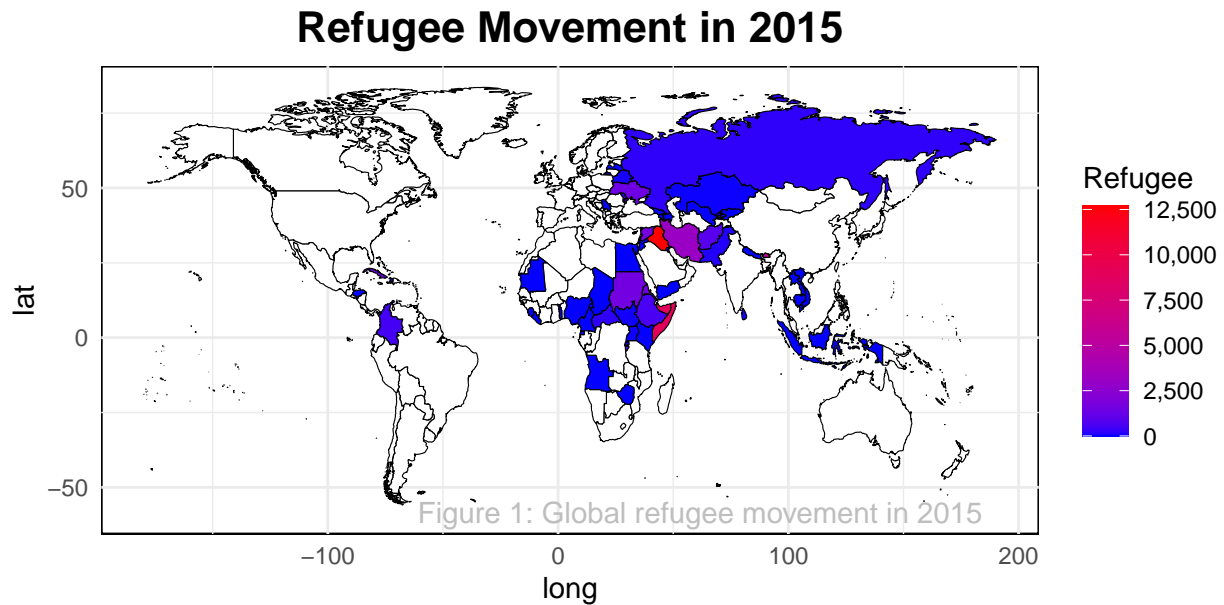 Refugee Movement in 2015
lat
50
0
−50
−100
0
100
200
long
Figure 1: Global refugee movement in 2015
Refugee
12,500
10,000
7,500
5,000
2,500
0